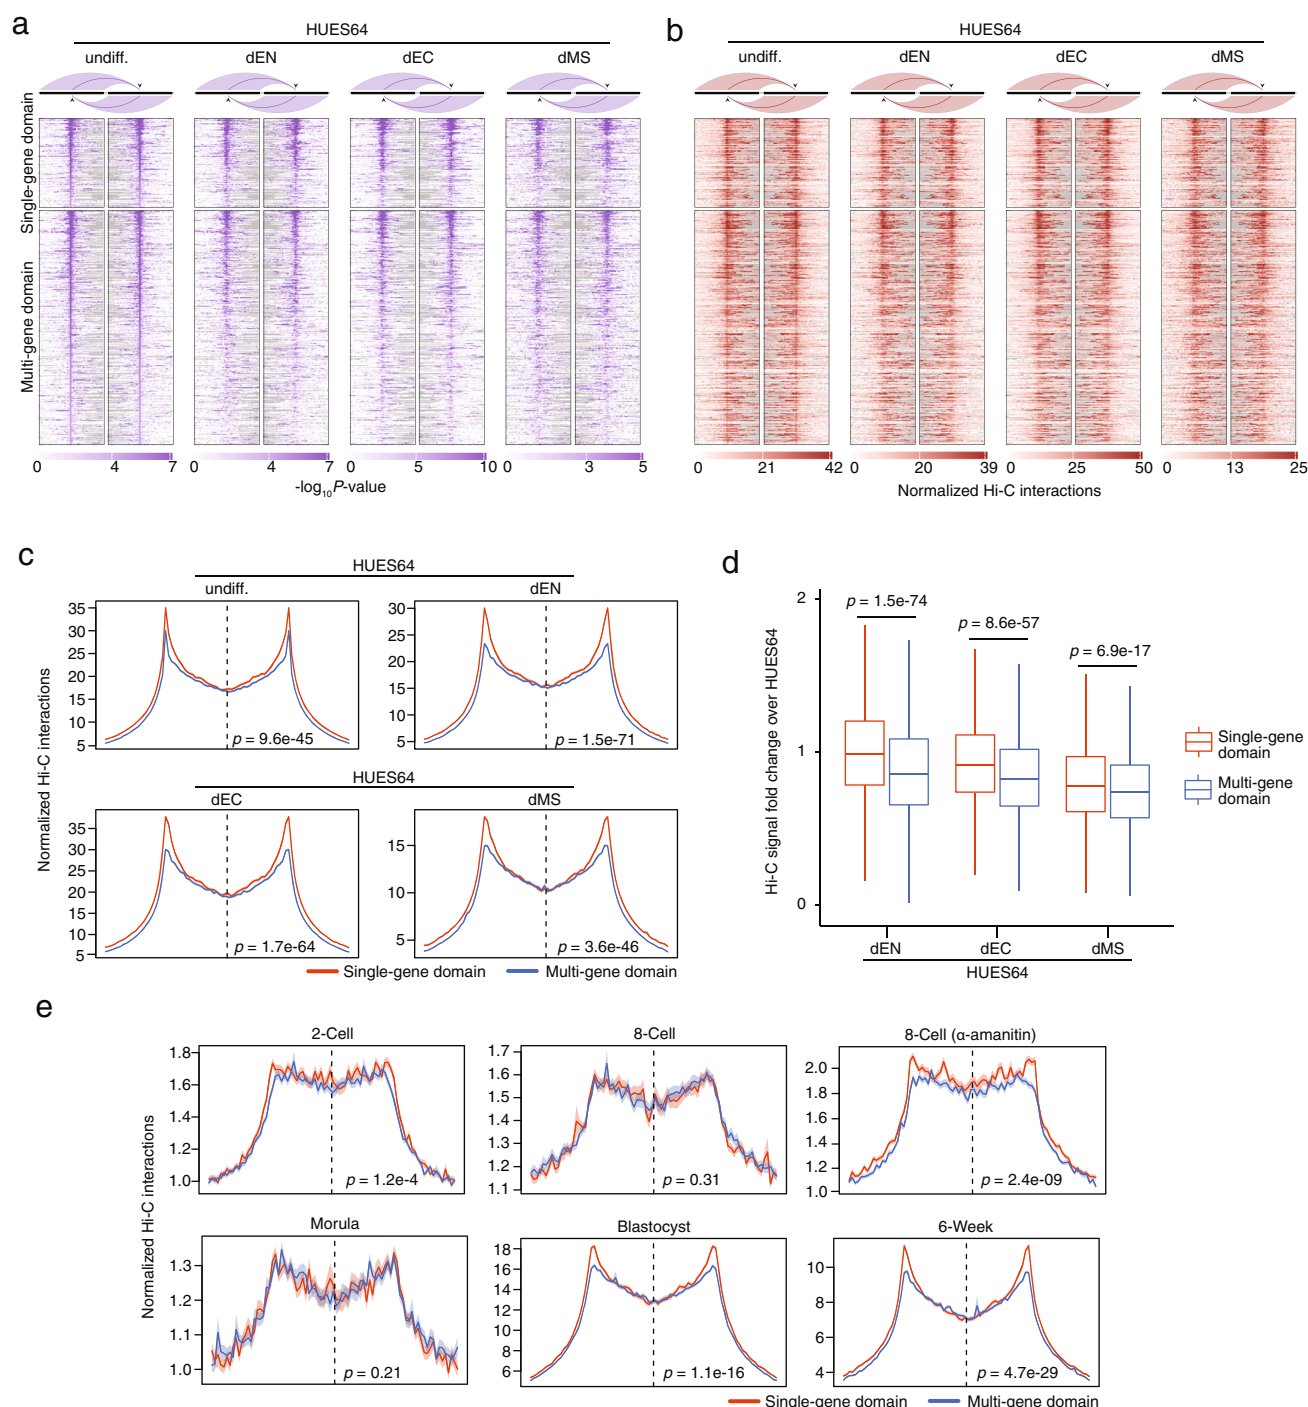 a
HUES64
undiff. dEN dEC dMS
Single-gene domain
Multi-gene domain
0 4 7 0 4 7 0 5 10 0 3 5
-log10P-value
b
HUES64
undiff. dEN dEC dMS
0 21 42 0 20 39 0 25 50 0 13 25
Normalized Hi-C interactions
c
HUES64
undiff. dEN
Normalized Hi-C interactions
35
30
25
20
15
10
5
p = 9.6e-45
30
25
20
15
10
5
p = 1.5e-71
HUES64
dEC dMS
35
30
25
20
15
10
5
p = 1.7e-64
15
10
5
p = 3.6e-46
Single-gene domain Multi-gene domain
d
Hi-C signal fold change over HUES64
2
1
0
p = 1.5e-74
p = 8.6e-57
p = 6.9e-17
dEN dEC dMS
HUES64
Single-gene
domain
Multi-gene
domain
e
Normalized Hi-C interactions
2-Cell
1.8
1.6
1.4
1.2
1.0
p = 1.2e-4
8-Cell
1.7
1.6
1.5
1.4
1.3
1.2
1.1
p = 0.31
8-Cell (α-amanitin)
2.0
1.8
1.6
1.4
1.2
1.0
p = 2.4e-09
Morula
1.3
1.2
1.1
1.0
p = 0.21
Blastocyst
18
16
14
12
10
8
6
p = 1.1e-16
6-Week
10
8
6
4
p = 4.7e-29
Single-gene domain Multi-gene domain